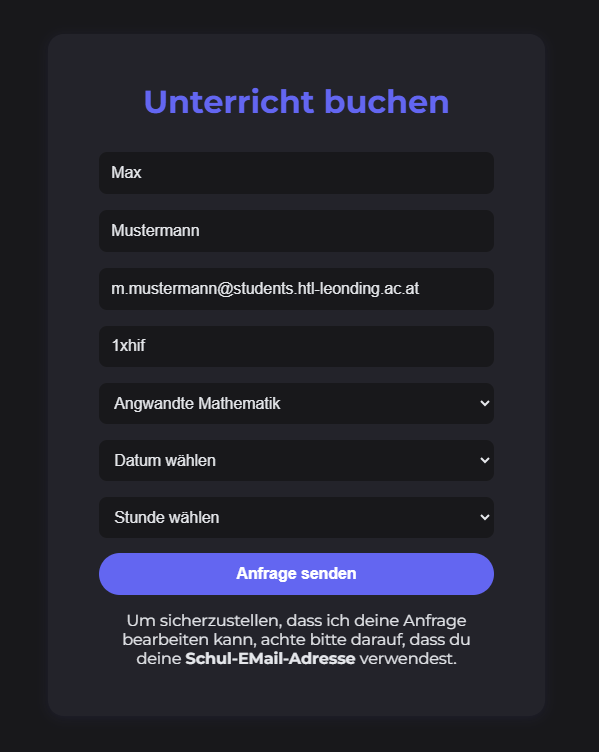 Unterricht buchen
Max
Mustermann
m.mustermann@students.htl-leonding.ac.at
1xhif
Angwandte Mathematik
Datum wählen
Stunde wählen
Anfrage senden
Um sicherzustellen, dass ich deine Anfrage
bearbeiten kann, achte bitte darauf, dass du
deine Schul-EMail-Adresse verwendest.